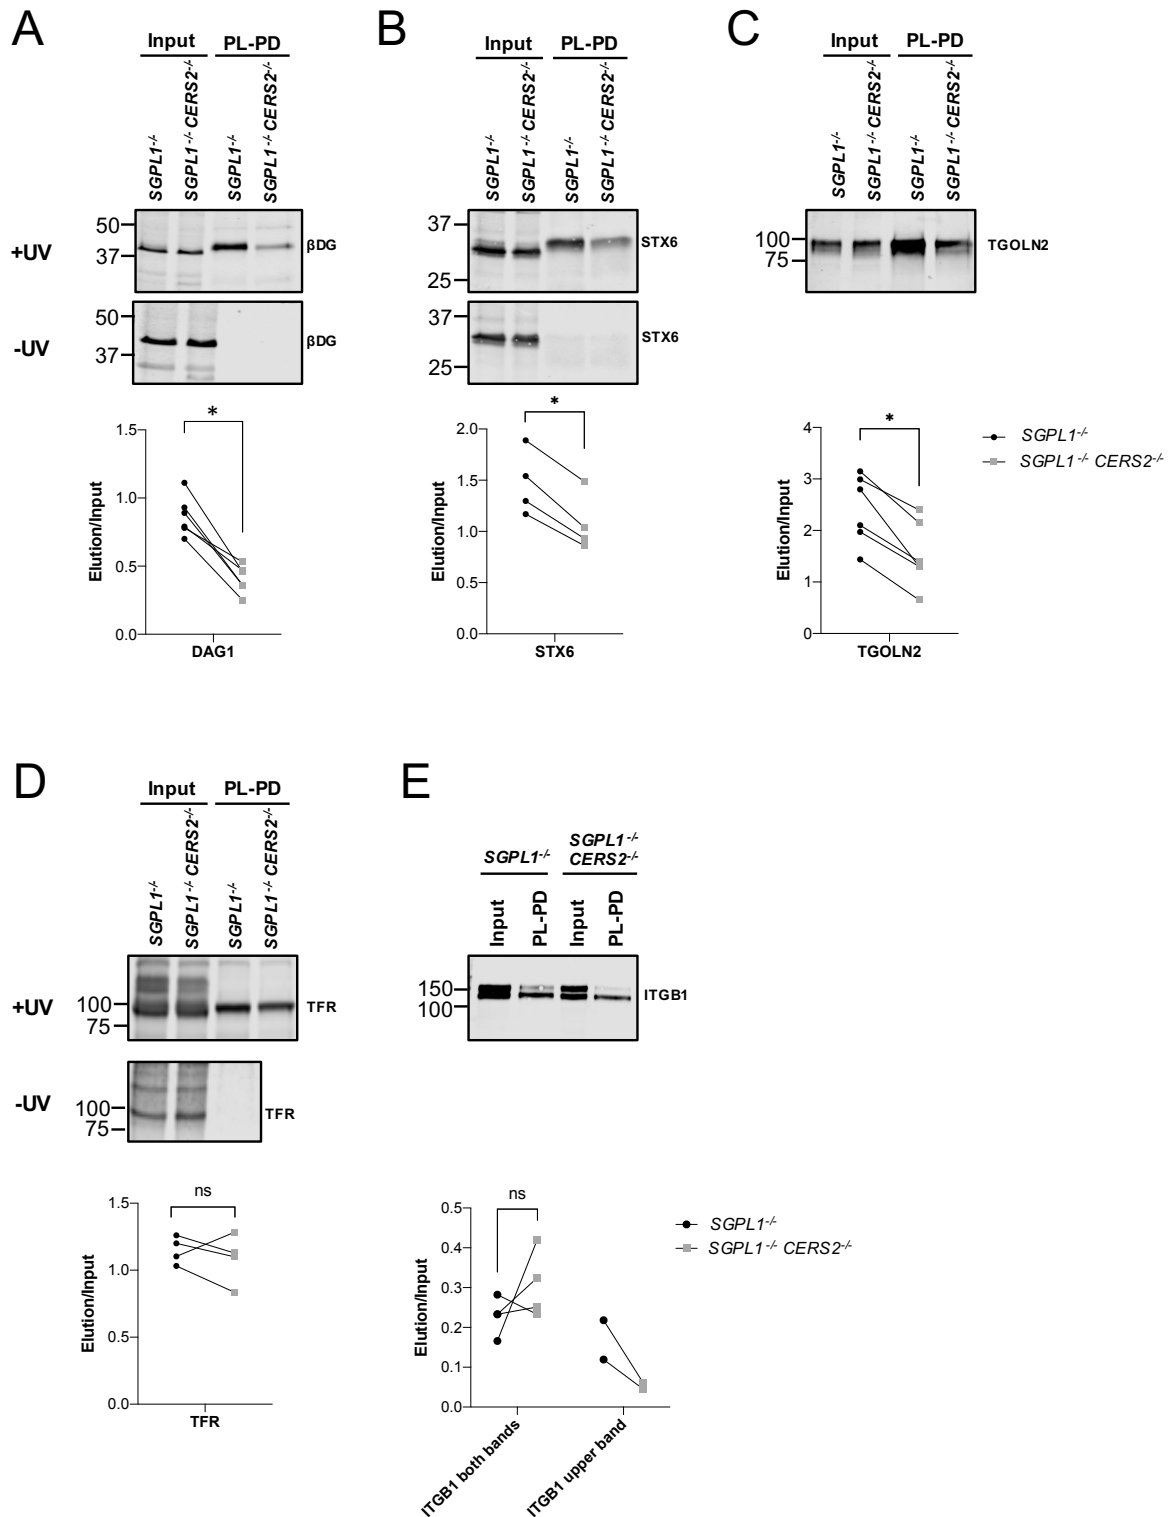 A
Input PL-PD
SGPL1-/-
SGPL1-/- CERS2-/-
SGPL1-/-
SGPL1-/- CERS2-/-
+UV
50
37
βDG
-UV
50
37
βDG
*
1.5
1.0
0.5
0.0
Elution/Input
DAG1
B
Input PL-PD
SGPL1-/-
SGPL1-/- CERS2-/-
SGPL1-/-
SGPL1-/- CERS2-/-
37
25
STX6
37
25
STX6
*
2.0
1.5
1.0
0.5
0.0
Elution/Input
STX6
C
Input PL-PD
SGPL1-/-
SGPL1-/- CERS2-/-
SGPL1-/-
SGPL1-/- CERS2-/-
100
75
TGOLN2
*
4
3
2
1
0
Elution/Input
TGOLN2
SGPL1-/-
SGPL1-/- CERS2-/-
D
Input PL-PD
SGPL1-/-
SGPL1-/- CERS2-/-
SGPL1-/-
SGPL1-/- CERS2-/-
+UV
100
75
TFR
-UV
100
75
TFR
ns
1.5
1.0
0.5
0.0
Elution/Input
TFR
E
SGPL1-/-
SGPL1-/-
CERS2-/-
Input
PL-PD
Input
PL-PD
150
100
ITGB1
ns
0.5
0.4
0.3
0.2
0.1
0.0
Elution/Input
ITGB1 both bands
ITGB1 upper band
SGPL1-/-
SGPL1-/- CERS2-/-